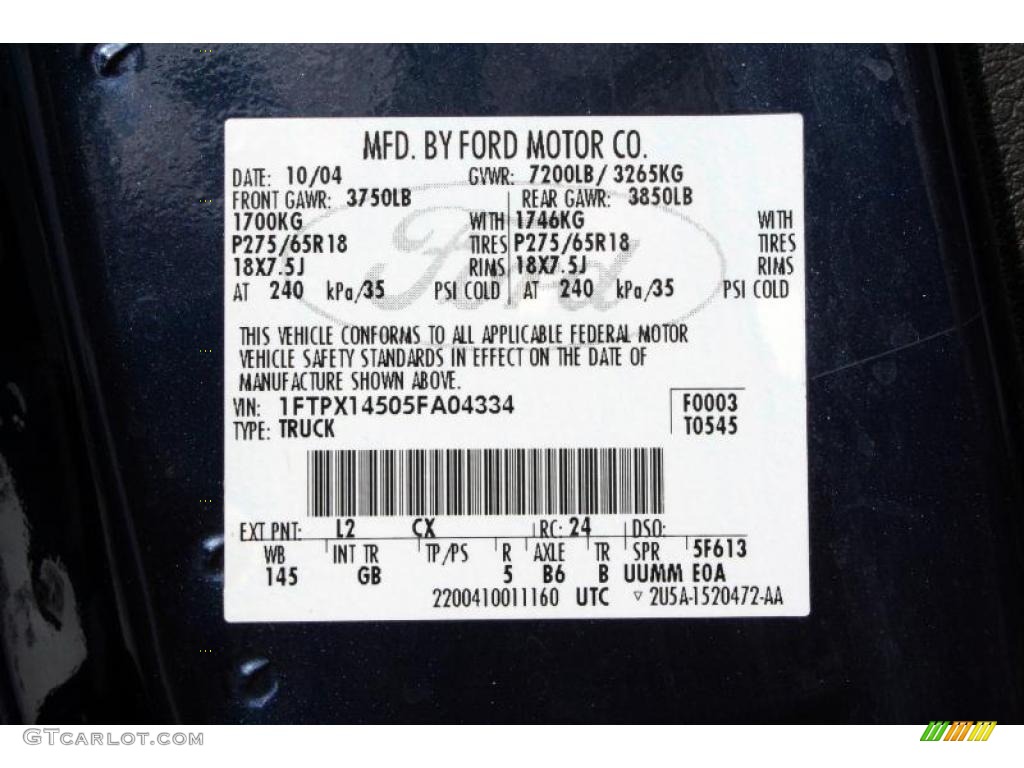 MFD. BY FORD MOTOR CO.
DATE: 10/04 GVWR: 7200LB/ 3265KG
FRONT GAWR: 3750LB REAR GAWR: 3850LB
1700KG WITH 1746KG WITH
P275/65R18 TIRES P275/65R18 TIRES
18X7.5J RIMS 18X7.5J RIMS
AT 240 kPa/35 PSI COLD AT 240 kPa/35 PSI COLD
Ford
THIS VEHICLE CONFORMS TO ALL APPLICABLE FEDERAL MOTOR
VEHICLE SAFETY STANDARDS IN EFFECT ON THE DATE OF
MANUFACTURE SHOWN ABOVE.
VIN: 1FTPX14505FA04334 F0003
TYPE: TRUCK T0545
EXT PNT: L2 CX RC: 24 DSO:
WB INT TR TP/PS R AXLE TR SPR 5F613
145 GB 5 B6 B UUMM E0A
2200410011160 UTC ▽ 2U5A-1520472-AA
GTCARLOT.COM